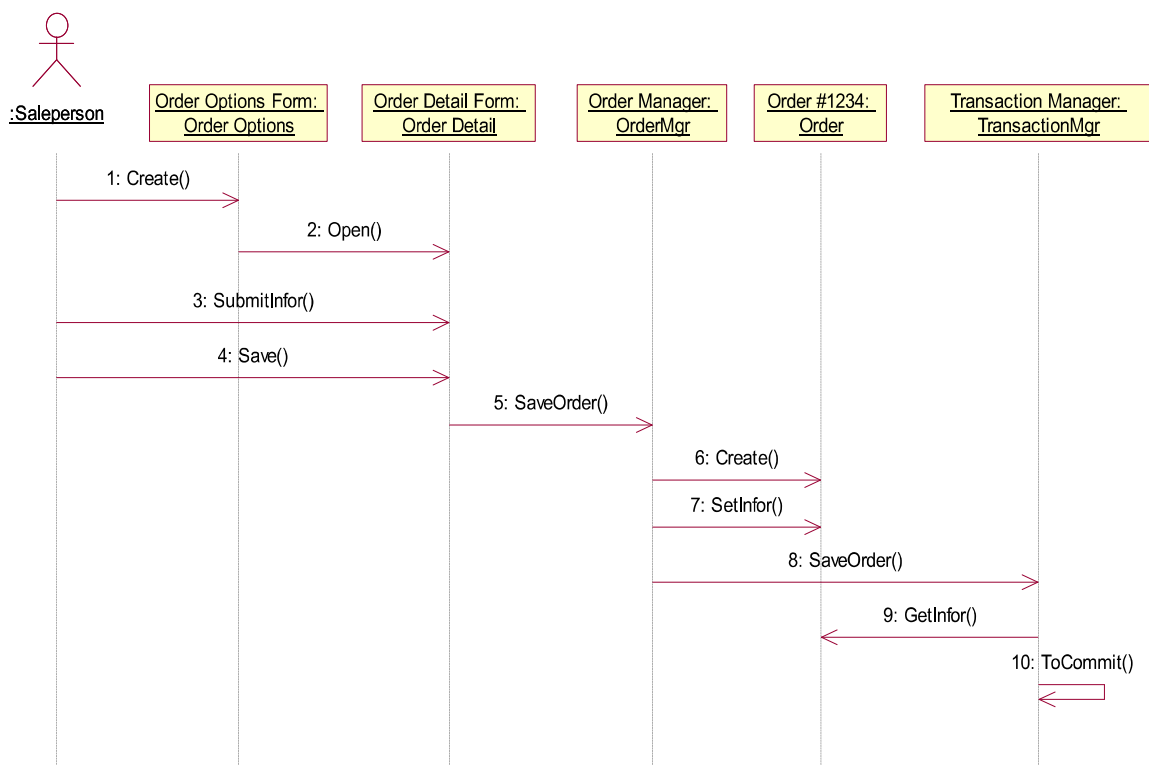 :Saleperson
Order Options Form:
Order Options
Order Detail Form:
Order Detail
Order Manager:
OrderMgr
Order #1234:
Order
Transaction Manager:
TransactionMgr
1: Create()
2: Open()
3: SubmitInfor()
4: Save()
5: SaveOrder()
6: Create()
7: SetInfor()
8: SaveOrder()
9: GetInfor()
10: ToCommit()